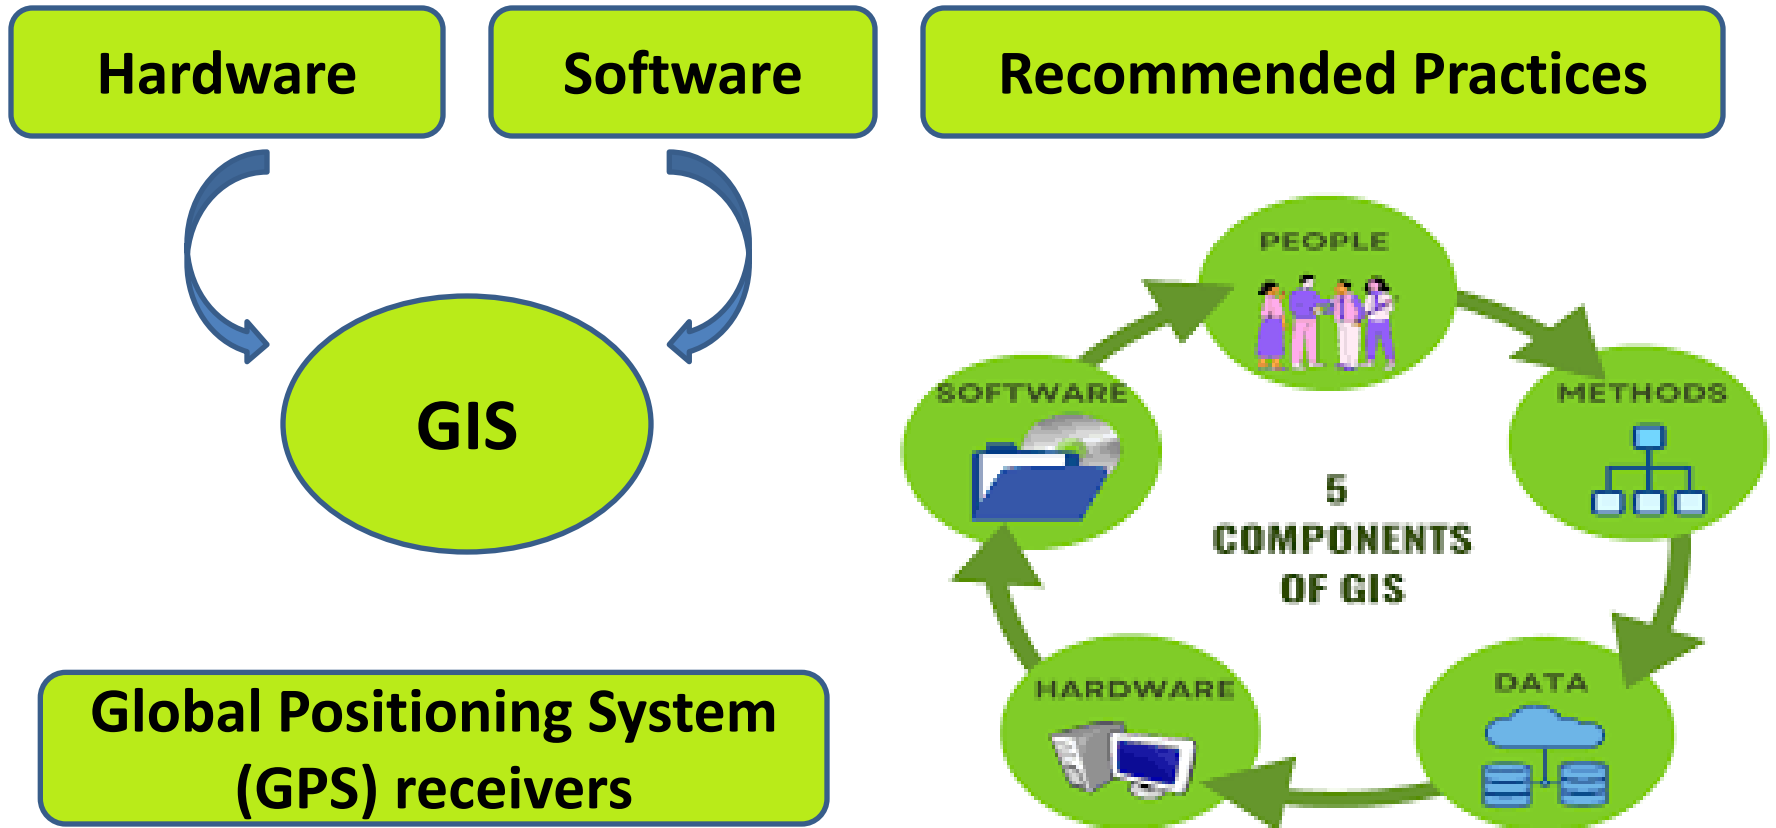 Hardware
Software
Recommended Practices
GIS
Global Positioning System
(GPS) receivers
PEOPLE
METHODS
SOFTWARE
5
COMPONENTS
OF GIS
HARDWARE
DATA